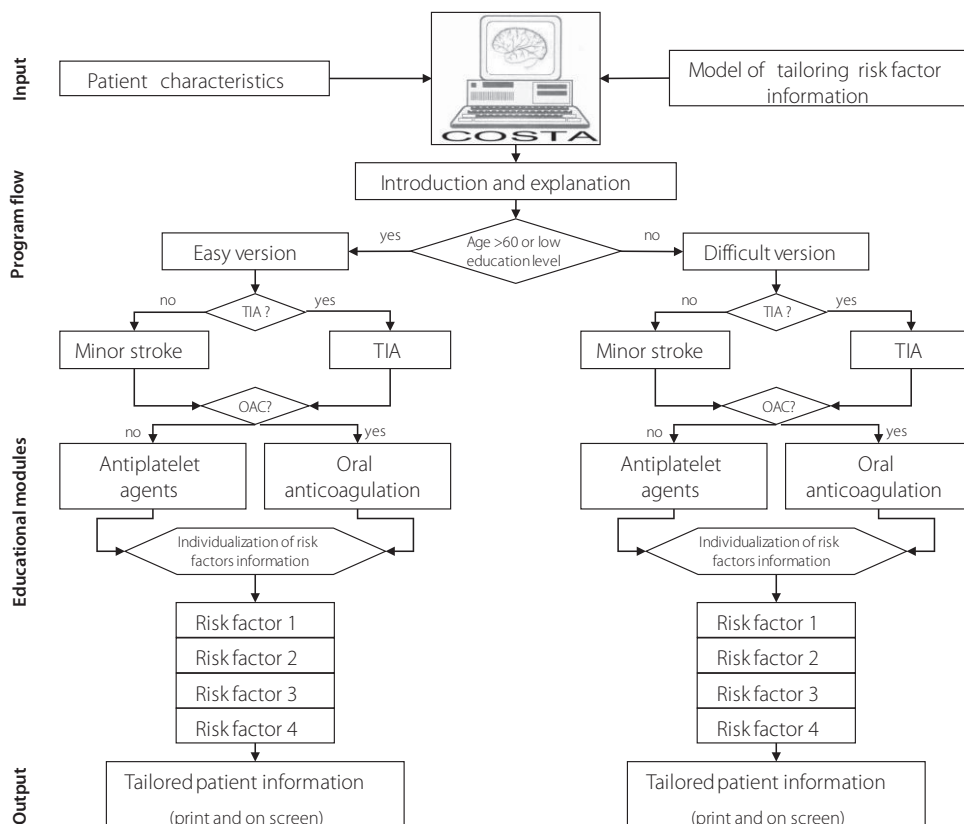 Input
Patient characteristics
COSTA
Model of tailoring risk factor
information
Program flow
Introduction and explanation
Age >60 or low
education level
yes
no
Easy version
Difficult version
TIA ?
no
yes
Minor stroke
TIA
OAC?
no
yes
TIA ?
no
yes
Minor stroke
TIA
OAC?
no
yes
Educational modules
Antiplatelet
agents
Oral
anticoagulation
Individualization of risk
factors information
Risk factor 1
Risk factor 2
Risk factor 3
Risk factor 4
Antiplatelet
agents
Oral
anticoagulation
Individualization of risk
factors information
Risk factor 1
Risk factor 2
Risk factor 3
Risk factor 4
Output
Tailored patient information
(print and on screen)
Tailored patient information
(print and on screen)